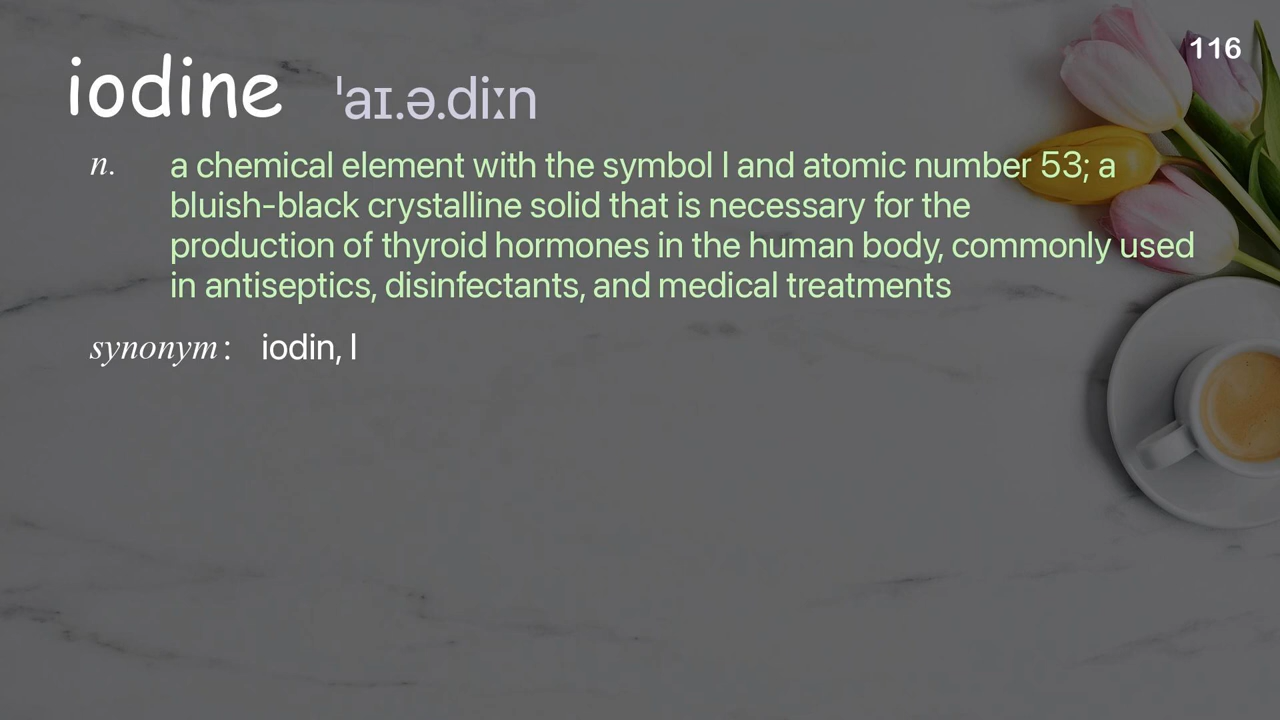 116
iodine ˈaɪ.ə.diːn
n. a chemical element with the symbol I and atomic number 53; a
bluish-black crystalline solid that is necessary for the
production of thyroid hormones in the human body, commonly used
in antiseptics, disinfectants, and medical treatments
synonym: iodin, I